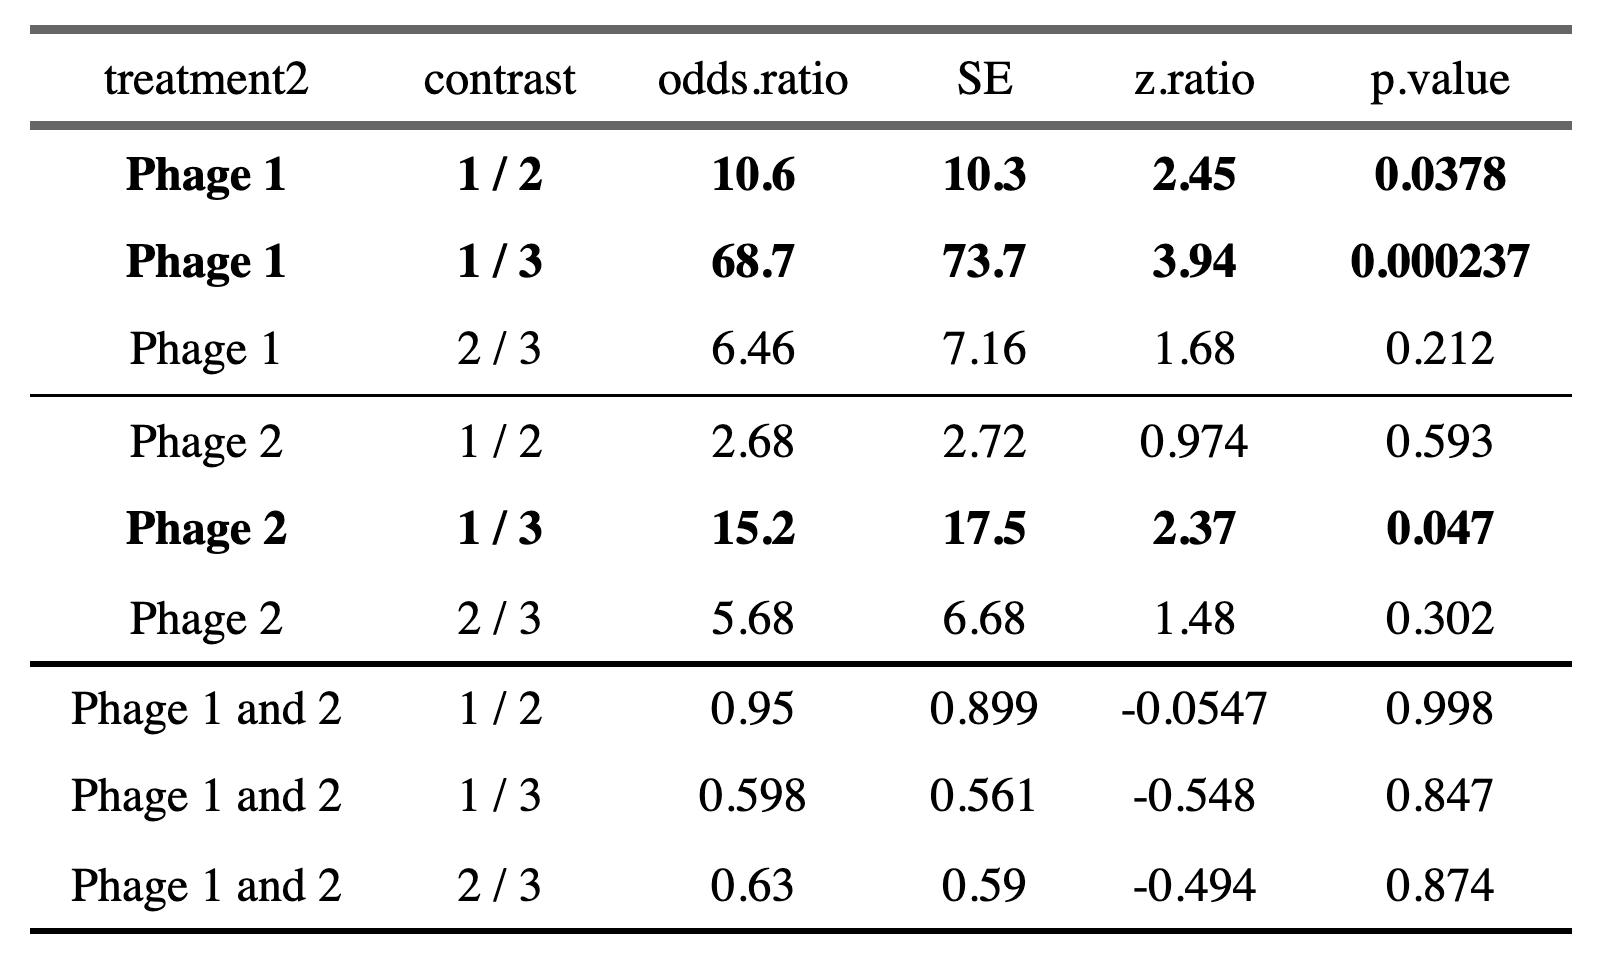 treatment2 contrast odds.ratio SE z.ratio p.value
Phage 1 1 / 2 10.6 10.3 2.45 0.0378
Phage 1 1 / 3 68.7 73.7 3.94 0.000237
Phage 1 2 / 3 6.46 7.16 1.68 0.212
Phage 2 1 / 2 2.68 2.72 0.974 0.593
Phage 2 1 / 3 15.2 17.5 2.37 0.047
Phage 2 2 / 3 5.68 6.68 1.48 0.302
Phage 1 and 2 1 / 2 0.95 0.899 -0.0547 0.998
Phage 1 and 2 1 / 3 0.598 0.561 -0.548 0.847
Phage 1 and 2 2 / 3 0.63 0.59 -0.494 0.874